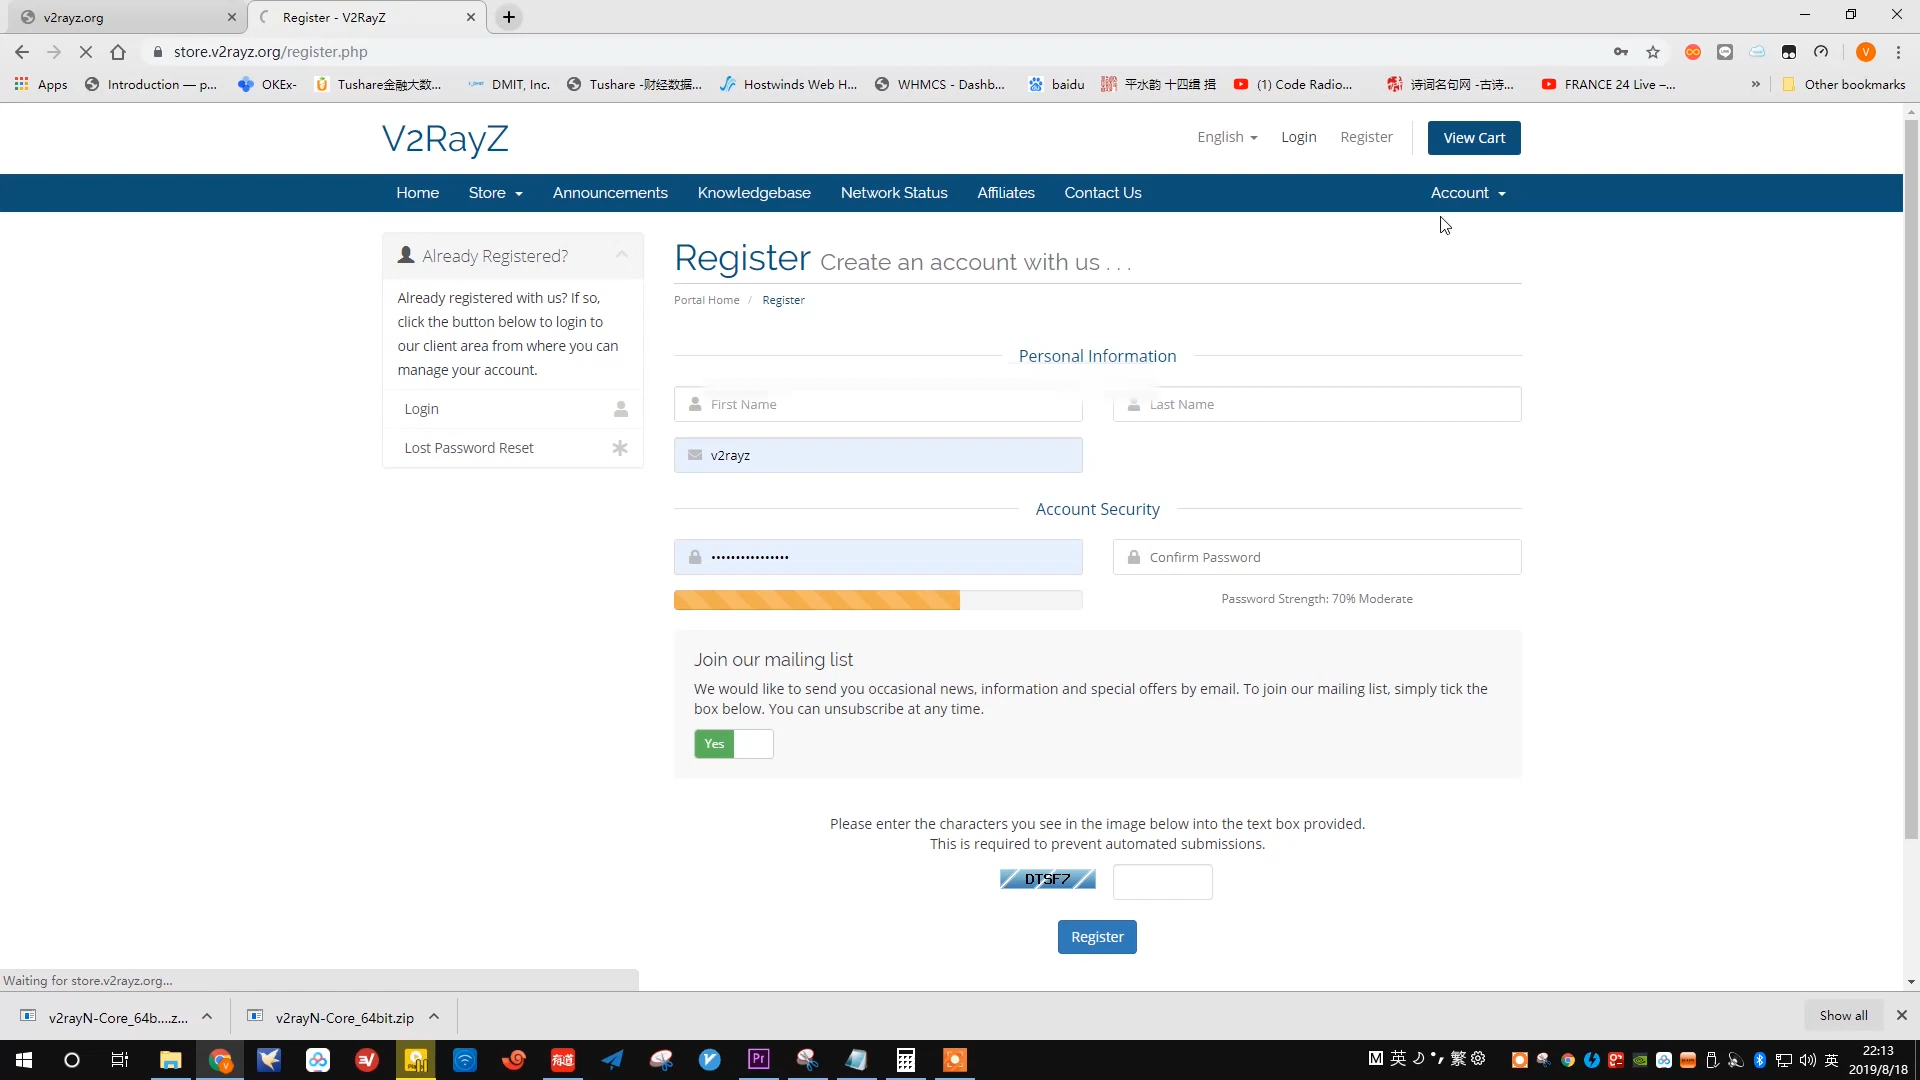 v2rayz.org
Register - V2RayZ
store.v2rayz.org/register.php
Apps
Introduction — p...
OKEx-
Tushare金融大数...
DMIT, Inc.
Tushare -财经数据...
Hostwinds Web H...
WHMCS - Dashb...
baidu
平水韵 十四缉 揖
(1) Code Radio...
诗词名句网 -古诗...
FRANCE 24 Live –...
»
Other bookmarks
V2RayZ
English
Login
Register
View Cart
Home
Store
Announcements
Knowledgebase
Network Status
Affiliates
Contact Us
Account
Already Registered?
Already registered with us? If so,
click the button below to login to
our client area from where you can
manage your account.
Login
Lost Password Reset
Register Create an account with us . . .
Portal Home / Register
Personal Information
First Name
Last Name
v2rayz
Account Security
••••••••••••••••
Confirm Password
Password Strength: 70% Moderate
Join our mailing list
We would like to send you occasional news, information and special offers by email. To join our mailing list, simply tick the
box below. You can unsubscribe at any time.
Yes
Please enter the characters you see in the image below into the text box provided.
This is required to prevent automated submissions.
DTSF7
Register
Waiting for store.v2rayz.org...
v2rayN-Core_64b....z...
v2rayN-Core_64bit.zip
Show all
有道
Pr
M 英 繁
英
22:13
2019/8/18